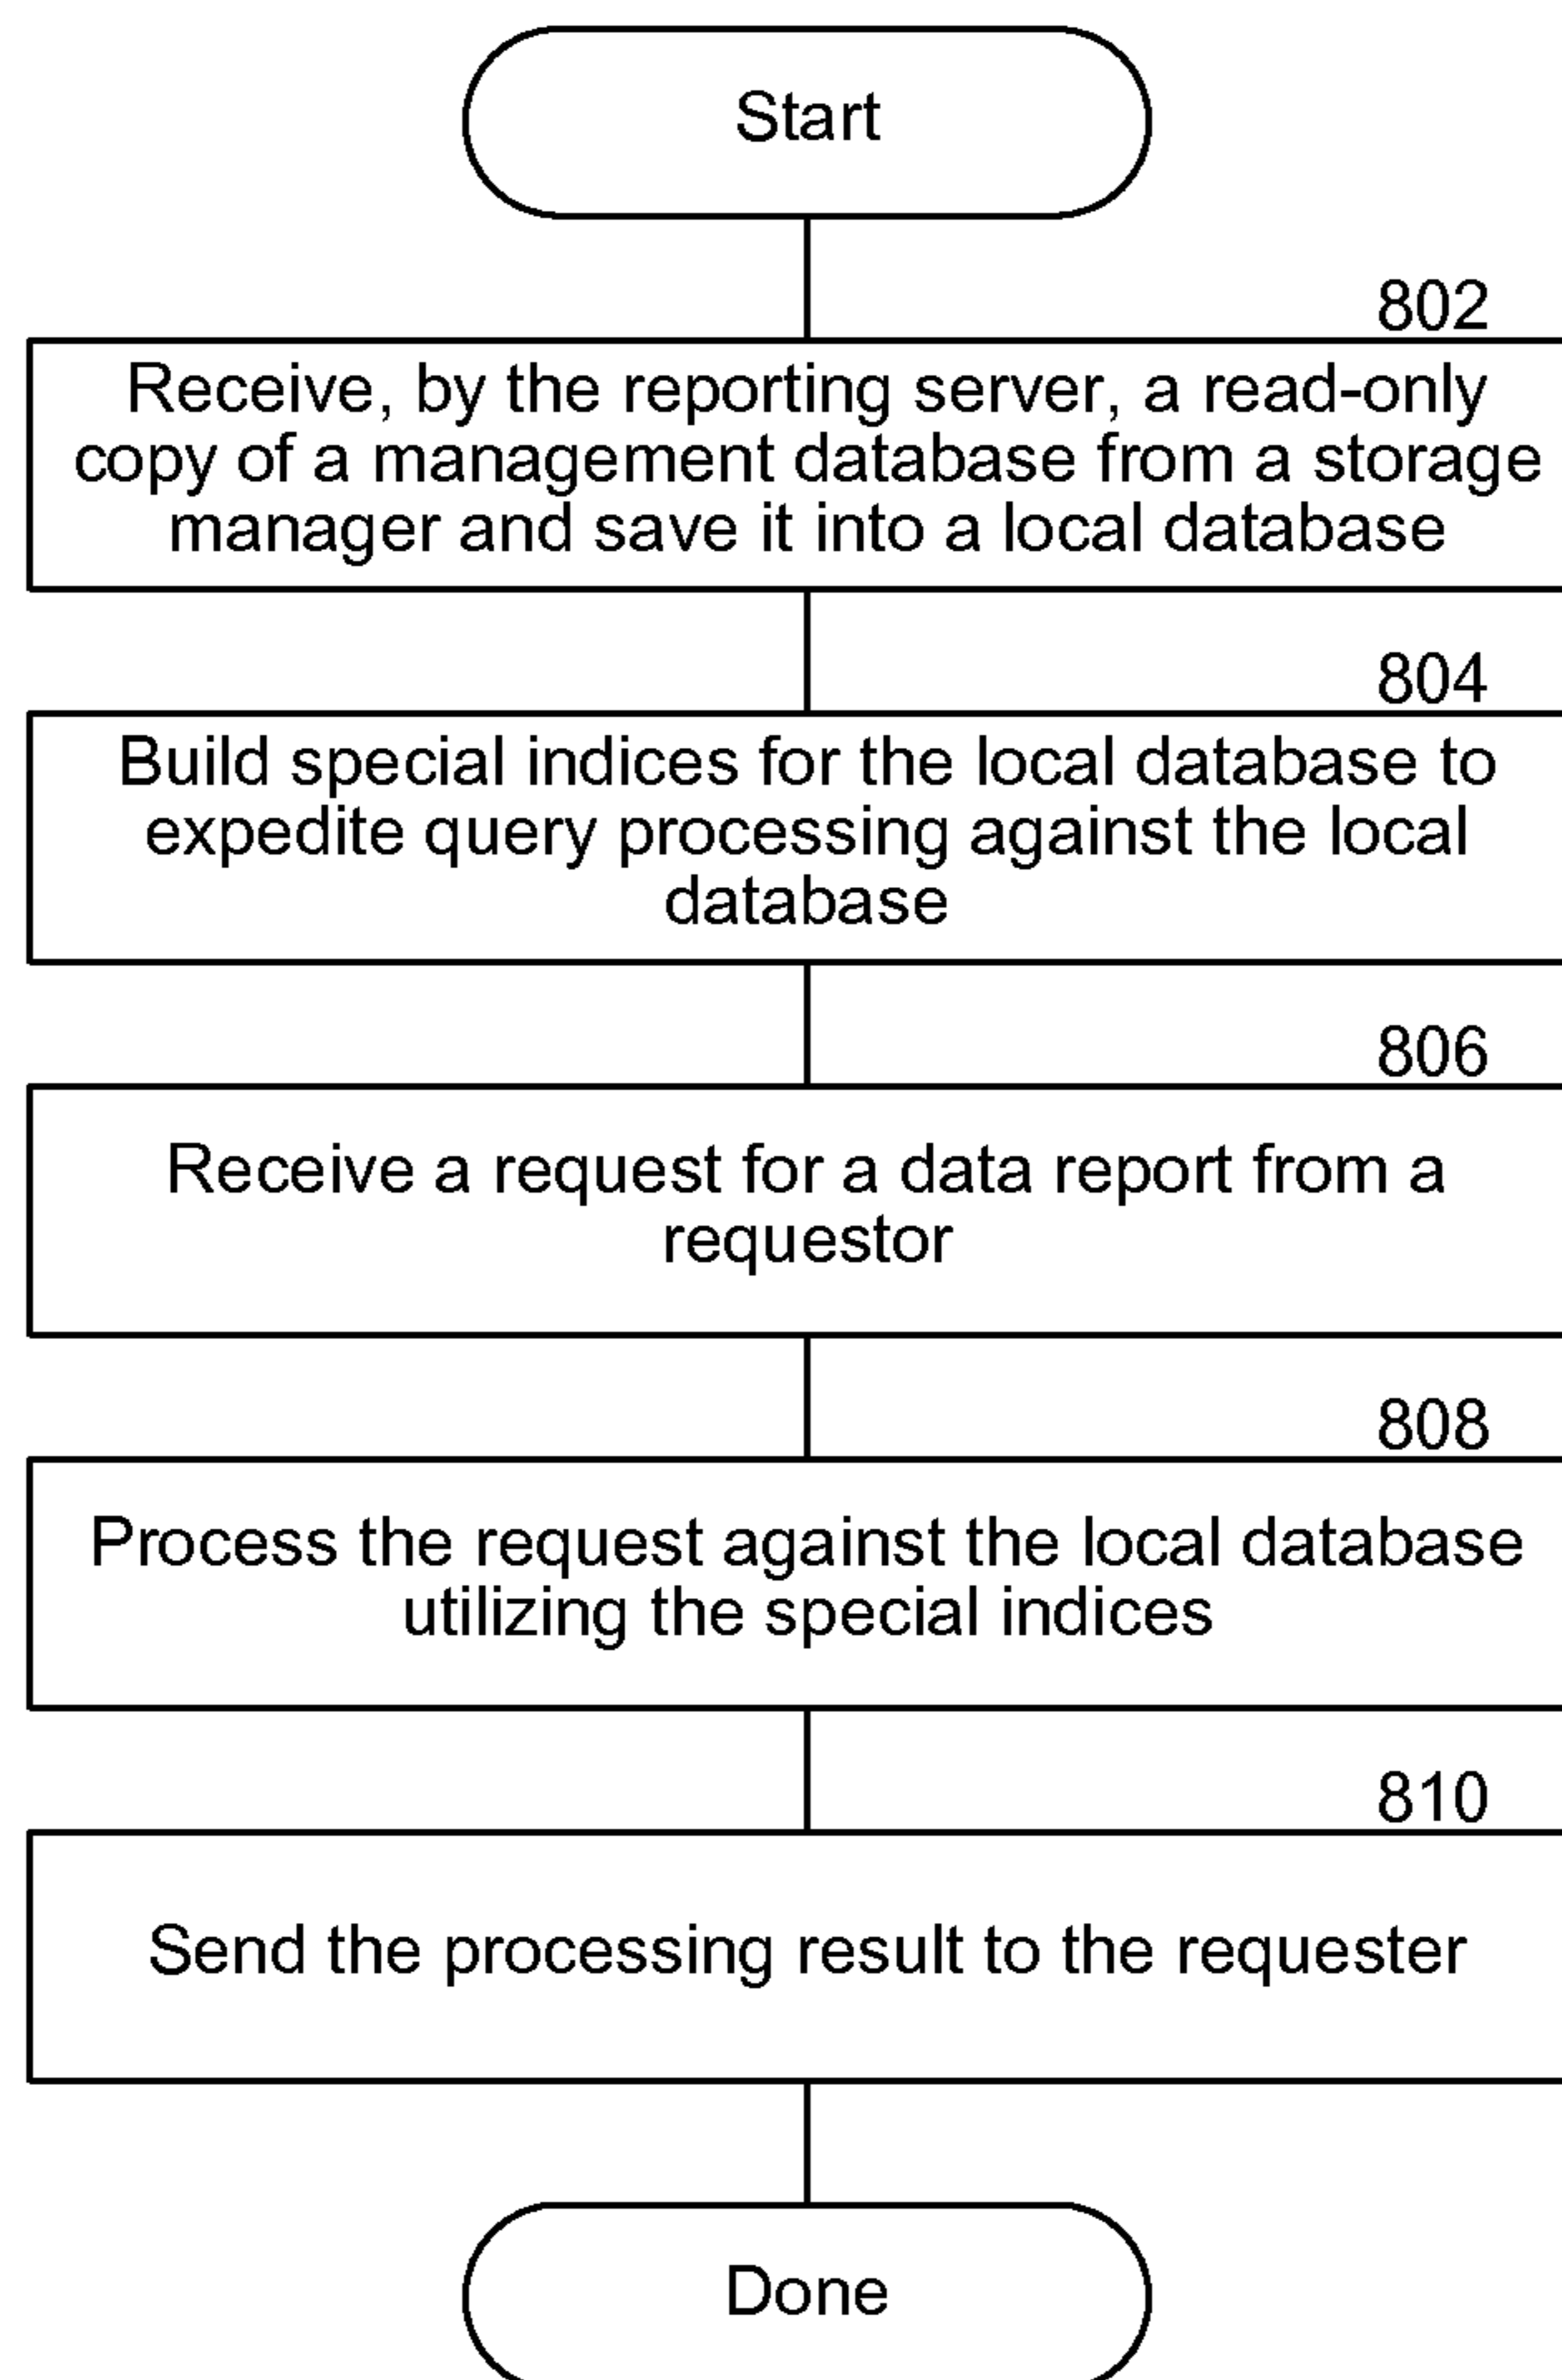 Start
802
Receive, by the reporting server, a read-only
copy of a management database from a storage
manager and save it into a local database
804
Build special indices for the local database to
expedite query processing against the local
database
806
Receive a request for a data report from a
requestor
808
Process the request against the local database
utilizing the special indices
810
Send the processing result to the requester
Done